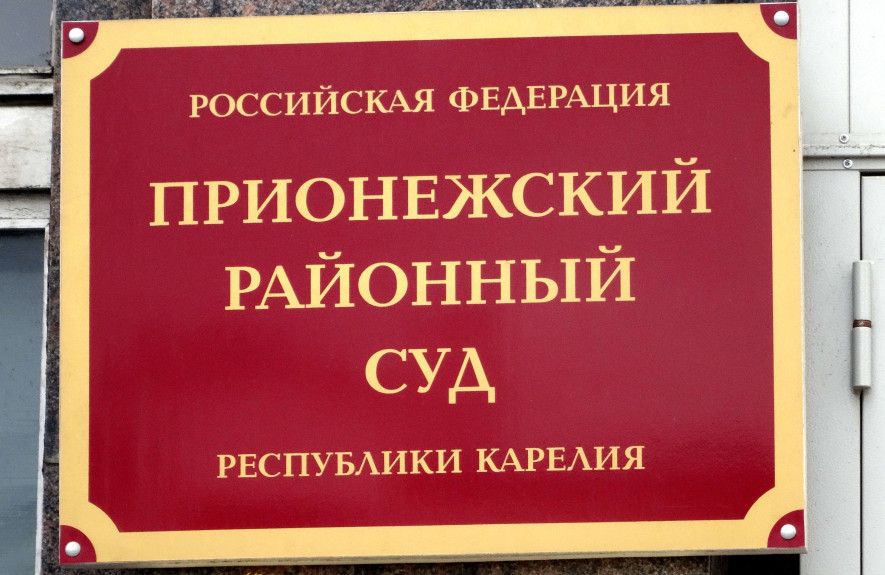 РОССИЙСКАЯ ФЕДЕРАЦИЯ
ПРИОНЕЖСКИЙ
РАЙОННЫЙ
СУД
РЕСПУБЛИКИ КАРЕЛИЯ